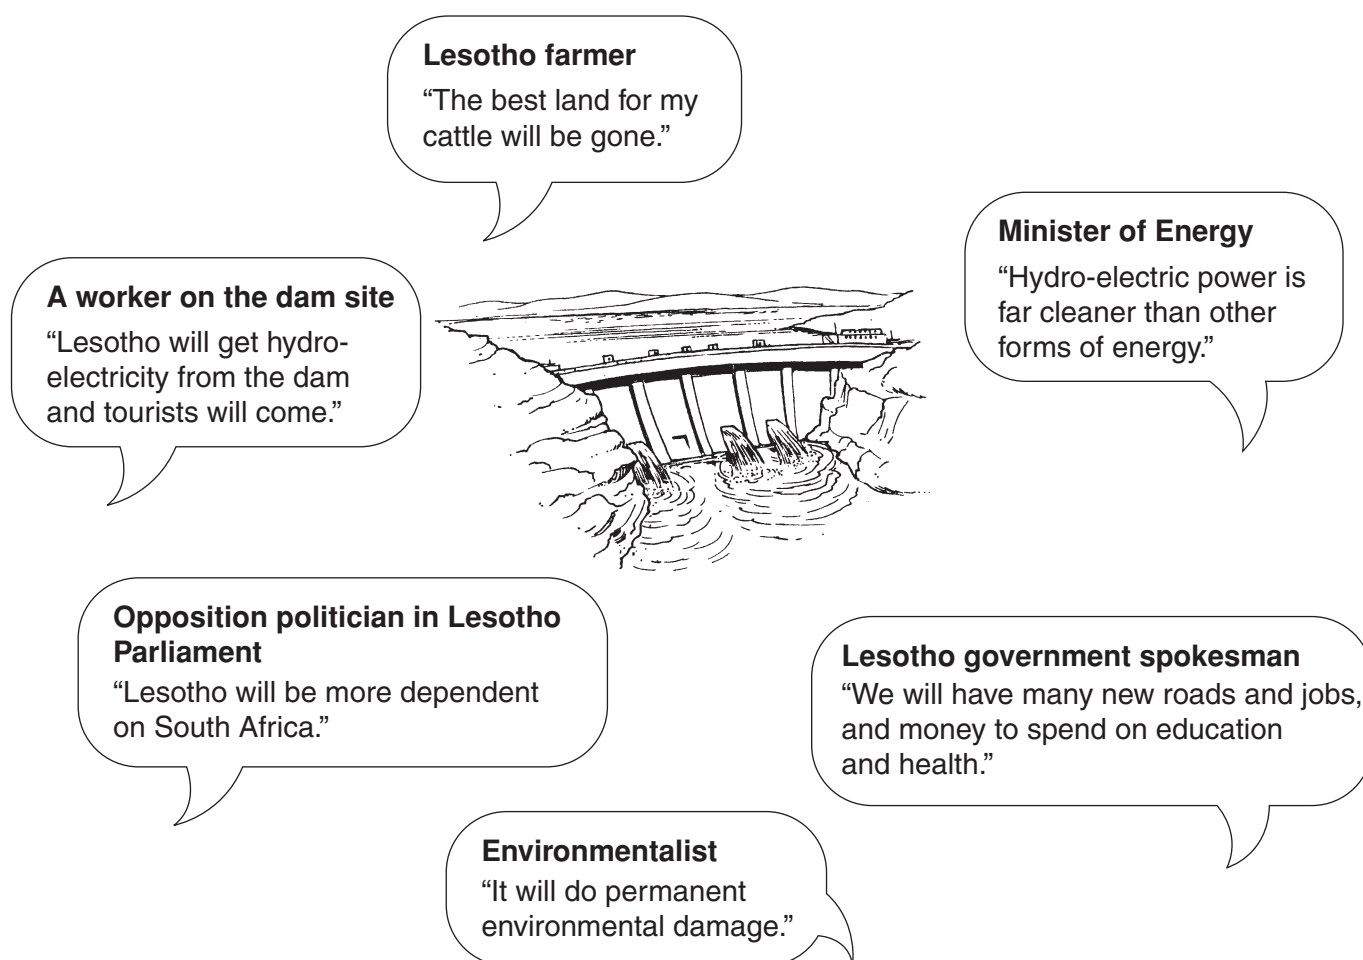 Lesotho farmer
“The best land for my
cattle will be gone.”
Minister of Energy
“Hydro-electric power is
far cleaner than other
forms of energy.”
A worker on the dam site
“Lesotho will get hydro-
electricity from the dam
and tourists will come.”
Opposition politician in Lesotho
Parliament
“Lesotho will be more dependent
on South Africa.”
Lesotho government spokesman
“We will have many new roads and jobs,
and money to spend on education
and health.”
Environmentalist
“It will do permanent
environmental damage.”